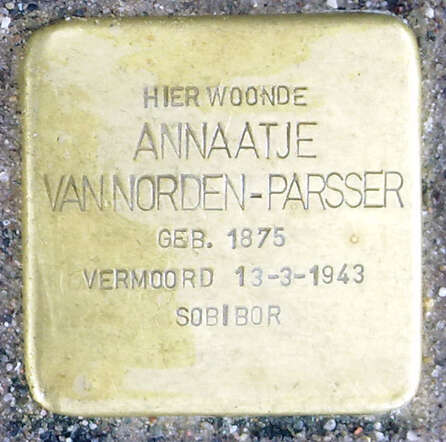 HIER WOONDE
ANNAATJE
VAN NORDEN-PARSSER
GEB. 1875
VERMOORD 13-3-1943
SOBIBOR